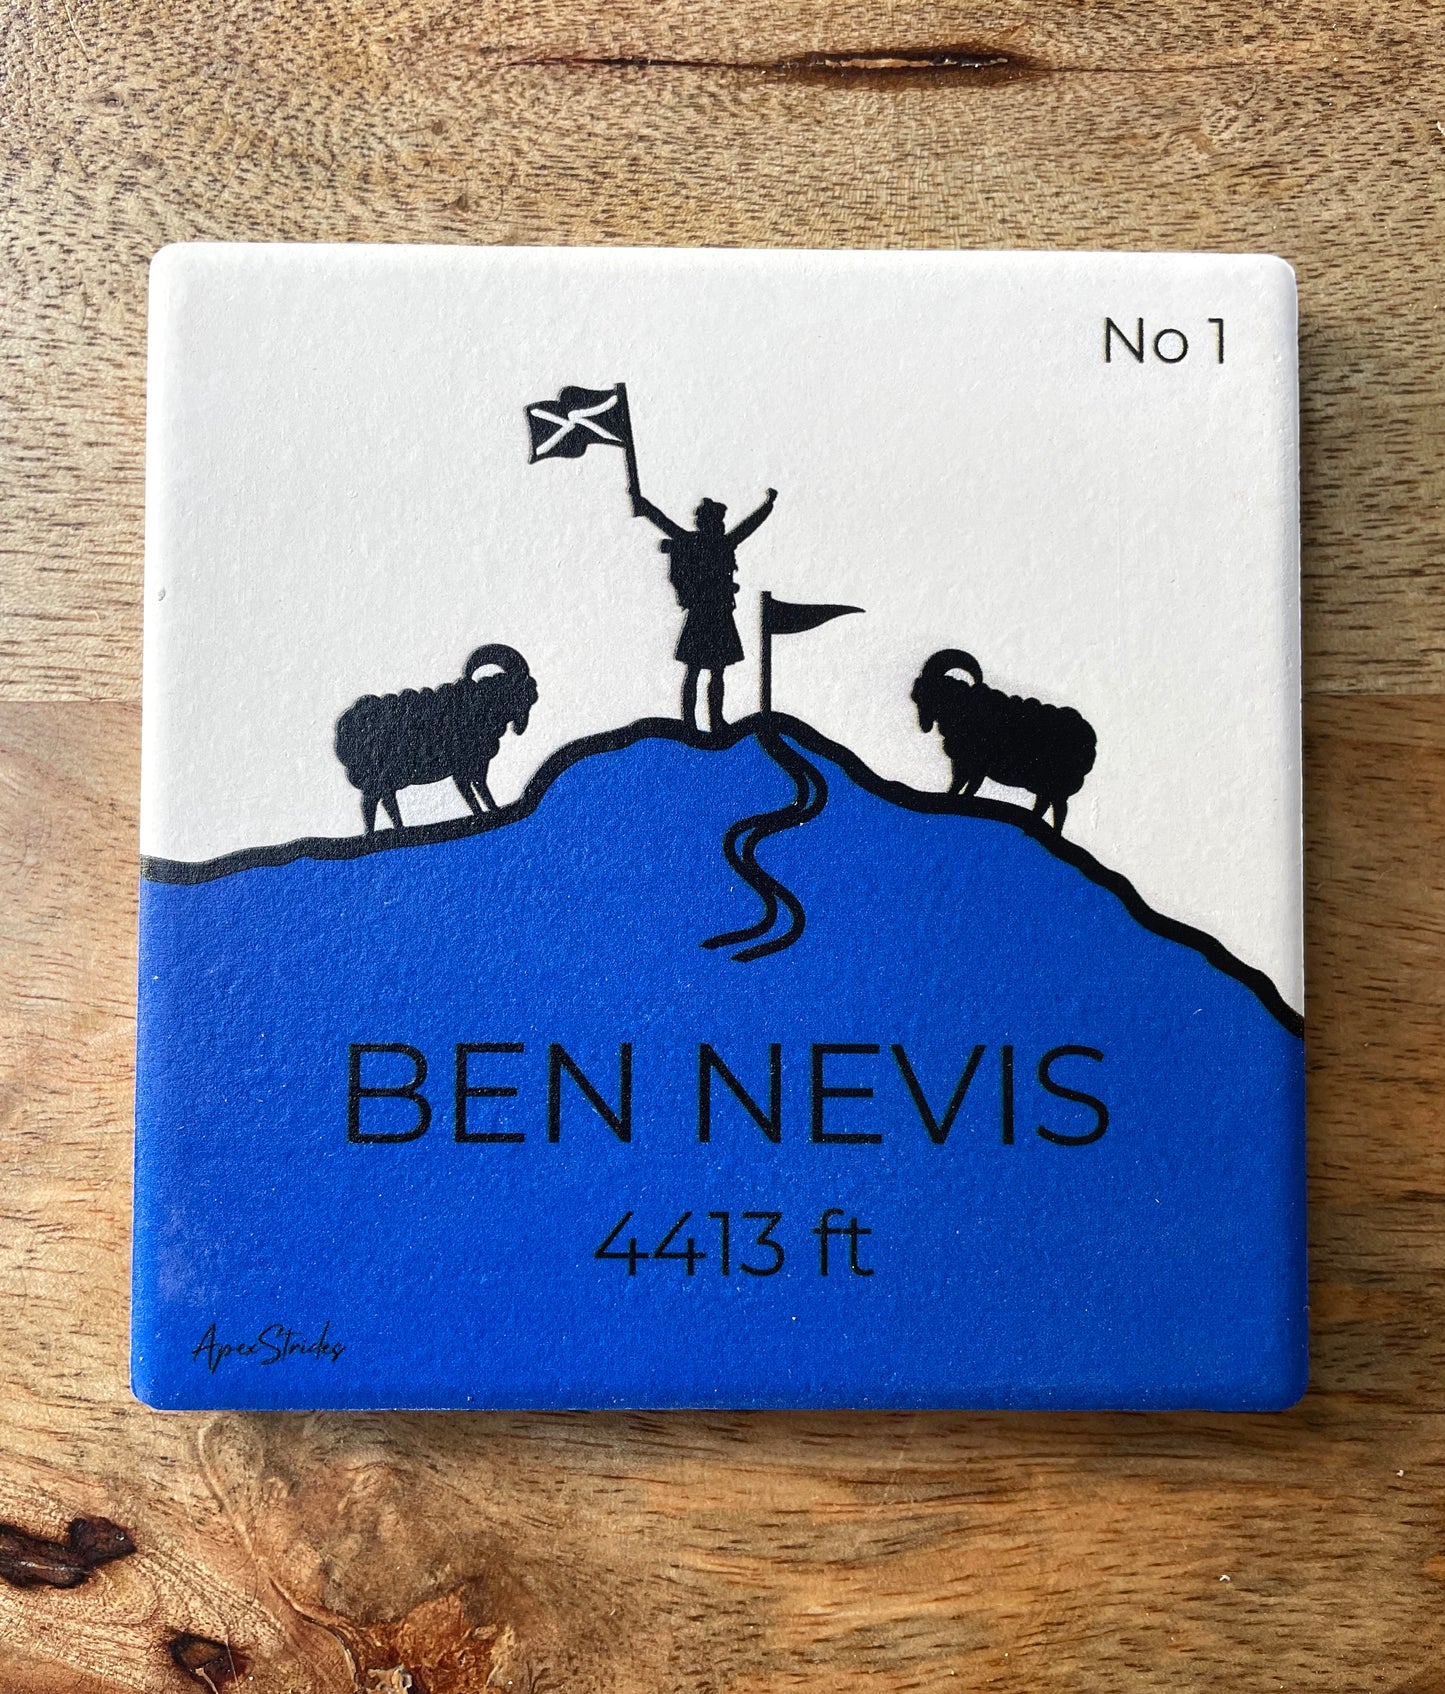 No 1
BEN NEVIS
4413 ft
ApexStrides